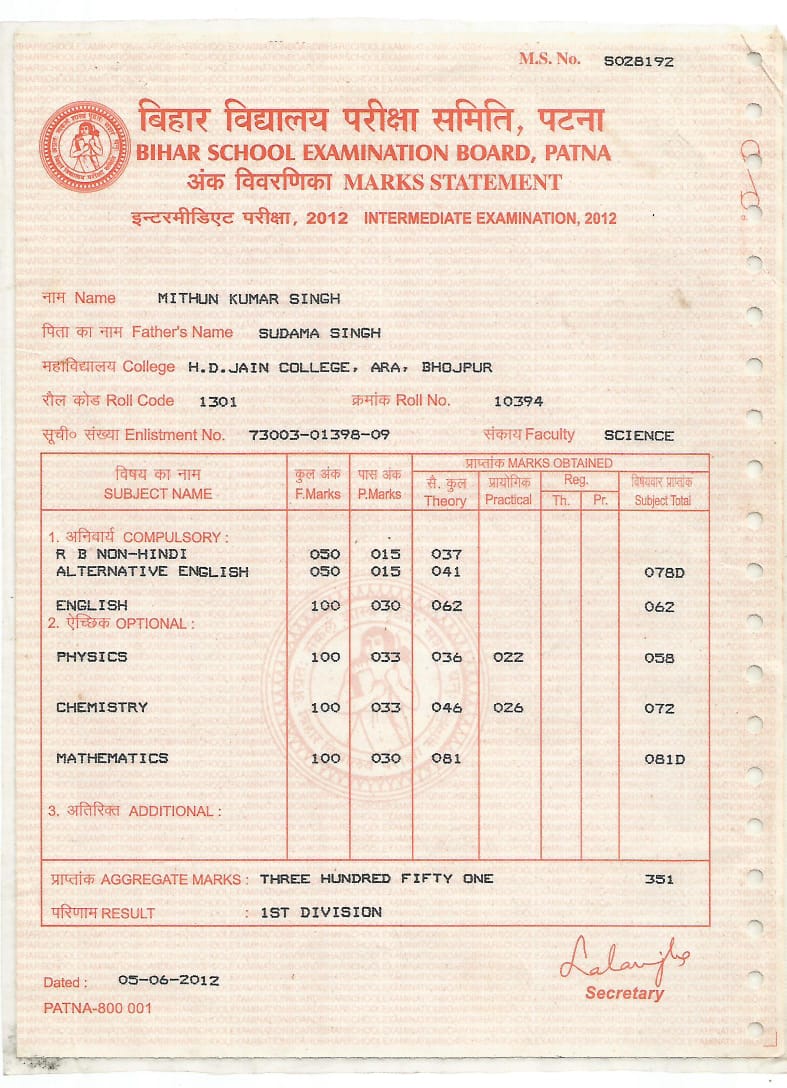 M.S. No. S028192
बिहार विद्यालय परीक्षा समिति, पटना
BIHAR SCHOOL EXAMINATION BOARD, PATNA
अंक विवरणिका MARKS STATEMENT
इन्टरमीडिएट परीक्षा, 2012 INTERMEDIATE EXAMINATION, 2012
नाम Name MITHUN KUMAR SINGH
पिता का नाम Father's Name SUDAMA SINGH
महाविद्यालय College H.D.JAIN COLLEGE, ARA, BHOJPUR
रौल कोड Roll Code 1301 क्रमांक Roll No. 10394
सूची० संख्या Enlistment No. 73003-01398-09 संकाय Faculty SCIENCE
विषय का नाम कुल अंक पास अंक प्राप्तांक MARKS OBTAINED
SUBJECT NAME F.Marks P.Marks सै. कुल प्रायोगिक Reg. विषयवार प्राप्तांक
Theory Practical Th. Pr. Subject Total
1. अनिवार्य COMPULSORY :
R B NON-HINDI 050 015 037
ALTERNATIVE ENGLISH 050 015 041 078D
ENGLISH 100 030 062 062
2. ऐच्छिक OPTIONAL :
PHYSICS 100 033 036 022 058
CHEMISTRY 100 033 046 026 072
MATHEMATICS 100 030 081 081D
3. अतिरिक्त ADDITIONAL :
प्राप्तांक AGGREGATE MARKS : THREE HUNDRED FIFTY ONE 351
परिणाम RESULT : 1ST DIVISION
Dated : 05-06-2012
Secretary
PATNA-800 001